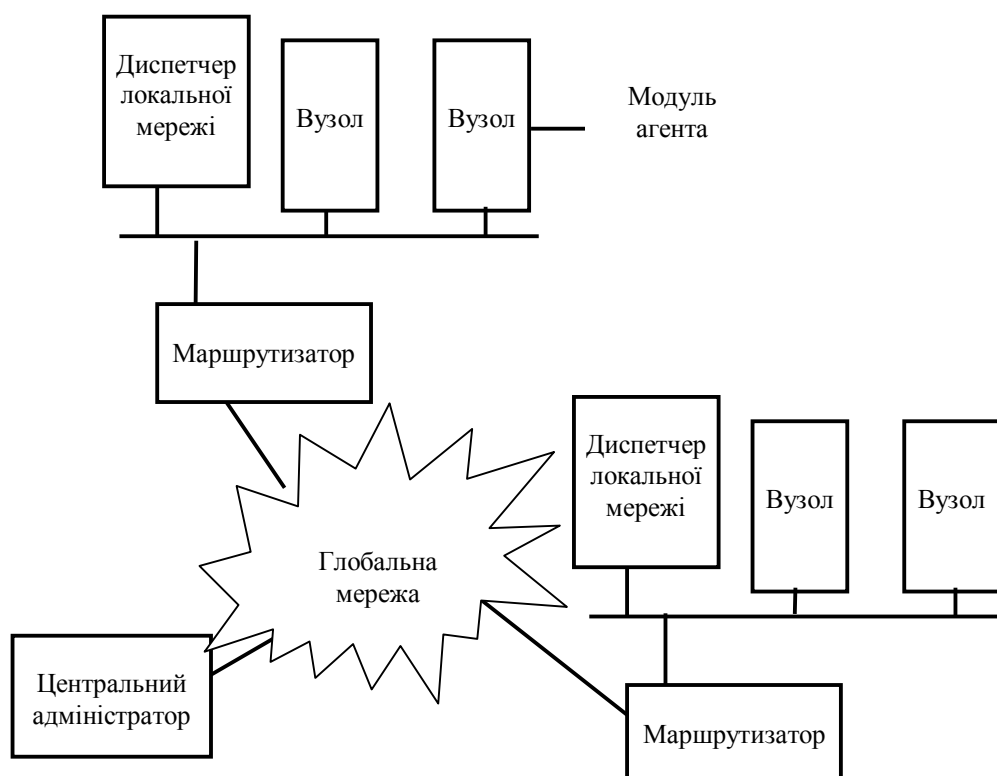 Диспетчер
локальної
мережі
Вузол
Вузол
Модуль
агента
Маршрутизатор
Диспетчер
локальної
мережі
Вузол
Вузол
Глобальна
мережа
Центральний
адміністратор
Маршрутизатор